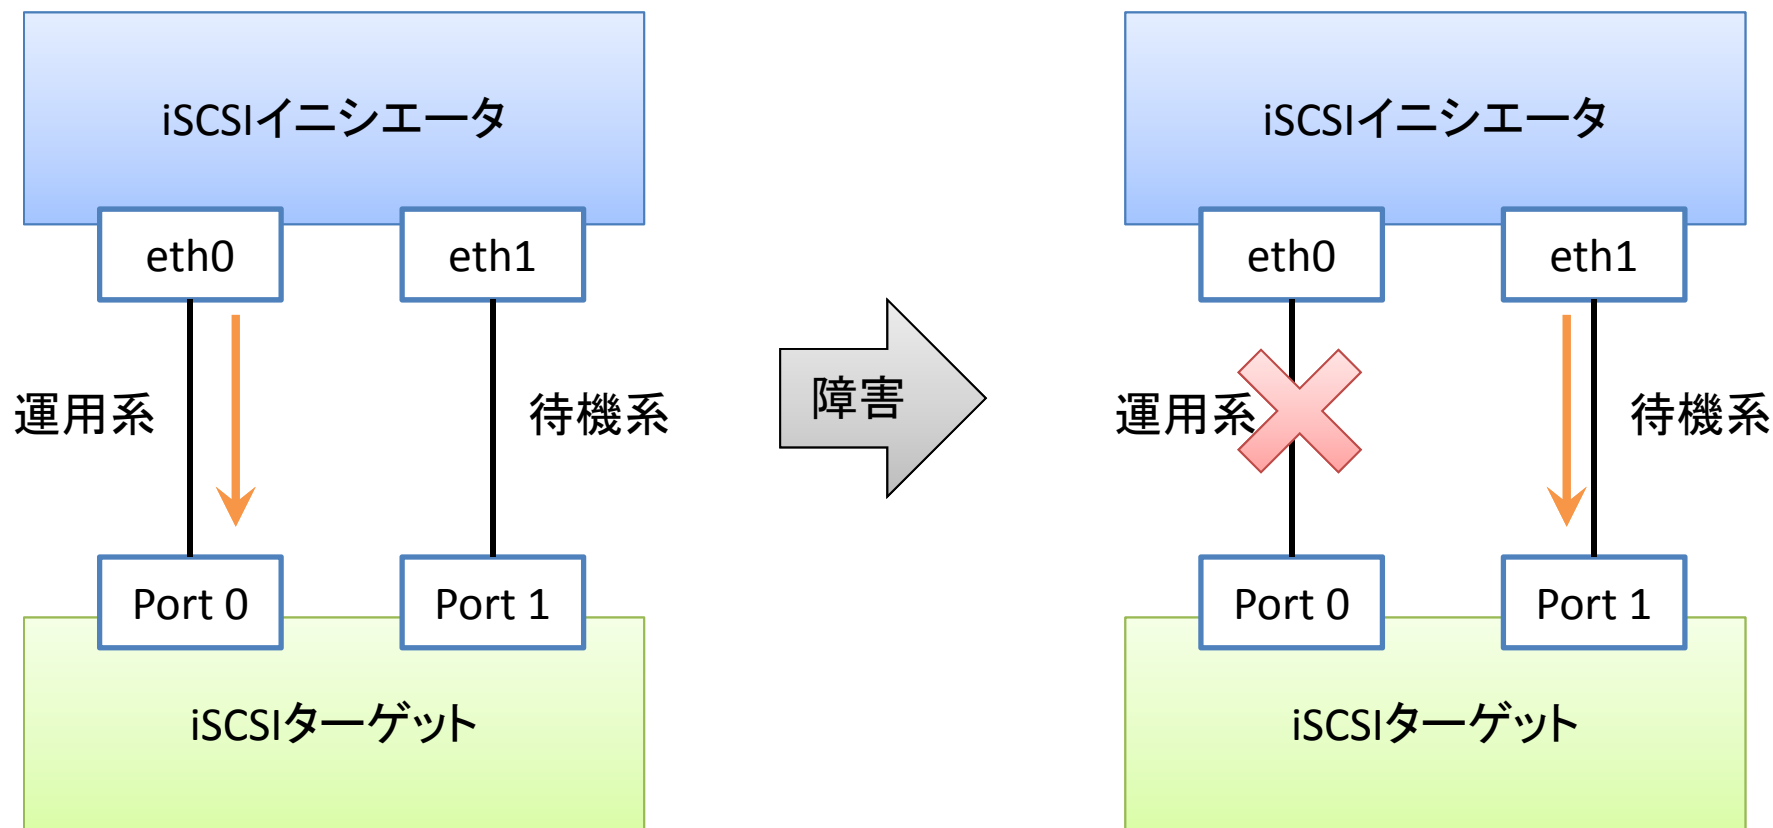 iSCSIイニシエータ
eth0
eth1
運用系
待機系
Port 0
Port 1
iSCSIターゲット
障害
iSCSIイニシエータ
eth0
eth1
運用系
待機系
Port 0
Port 1
iSCSIターゲット